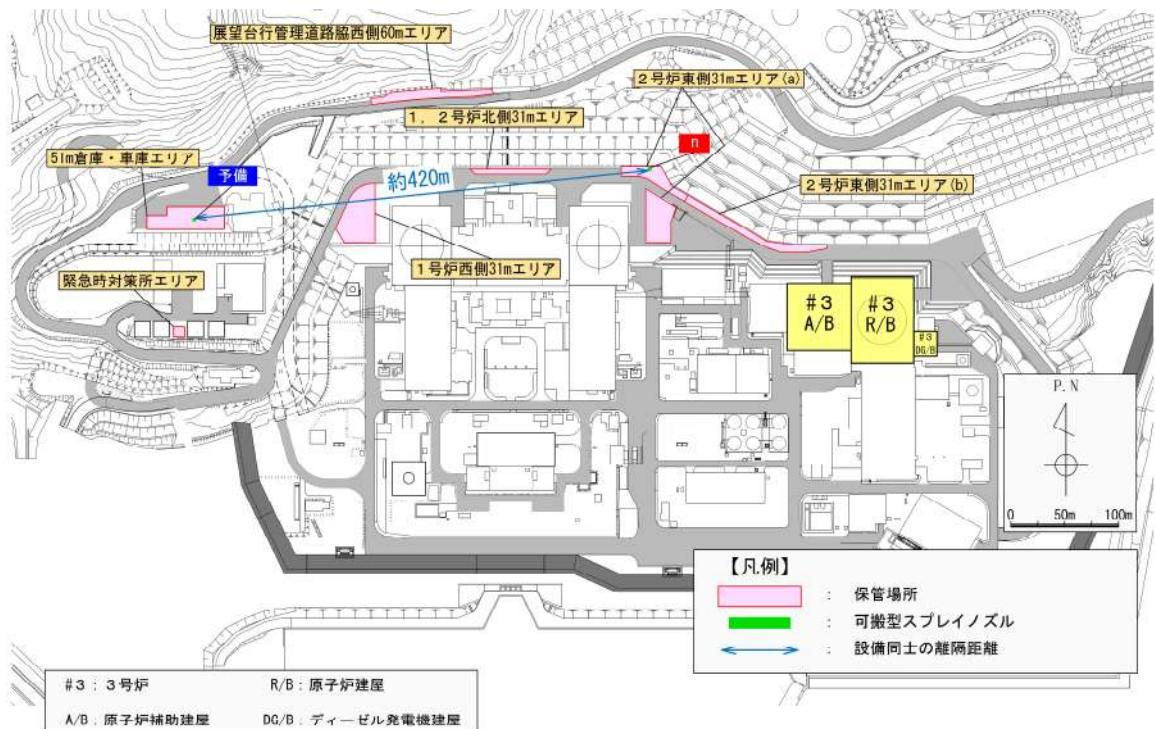 展望台行管理道路脇西側60mエリア
2号炉東側31mエリア(a)
1，2号炉北側31mエリア
n
51m倉庫・車庫エリア
予備
約420m
2号炉東側31mエリア(b)
1号炉西側31mエリア
緊急時対策所エリア
#3
A/B
#3
R/B
#3
DG/B
P.N
0 50m 100m
【凡例】
： 保管場所
： 可搬型スプレイノズル
： 設備同士の離隔距離
#3：3号炉 R/B：原子炉建屋
A/B：原子炉補助建屋 DG/B：ディーゼル発電機建屋